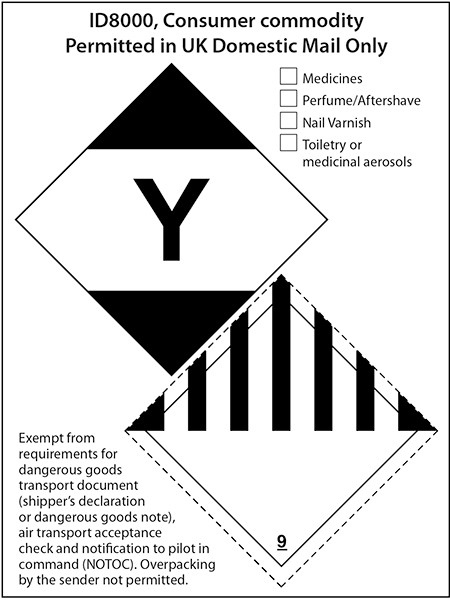 ID8000, Consumer commodity
Permitted in UK Domestic Mail Only
Medicines
Perfume/Aftershave
Nail Varnish
Toiletry or
medicinal aerosols
Y
Exempt from
requirements for
dangerous goods
transport document
(shipper's declaration
or dangerous goods note),
air transport acceptance
check and notification to pilot in
command (NOTOC). Overpacking
by the sender not permitted.
9